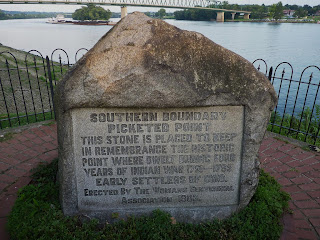 SOUTHERN BOUNDARY
PICKETED POINT
THIS STONE IS PLACED TO KEEP
IN REMEMBRANCE THE HISTORIC
POINT WHERE DWELT DURING FOUR
YEARS OF INDIAN WAR
EARLY SETTLERS OF OHIO.
ERECTED BY THE WOMANS CENTENNIAL
ASSOCIATION